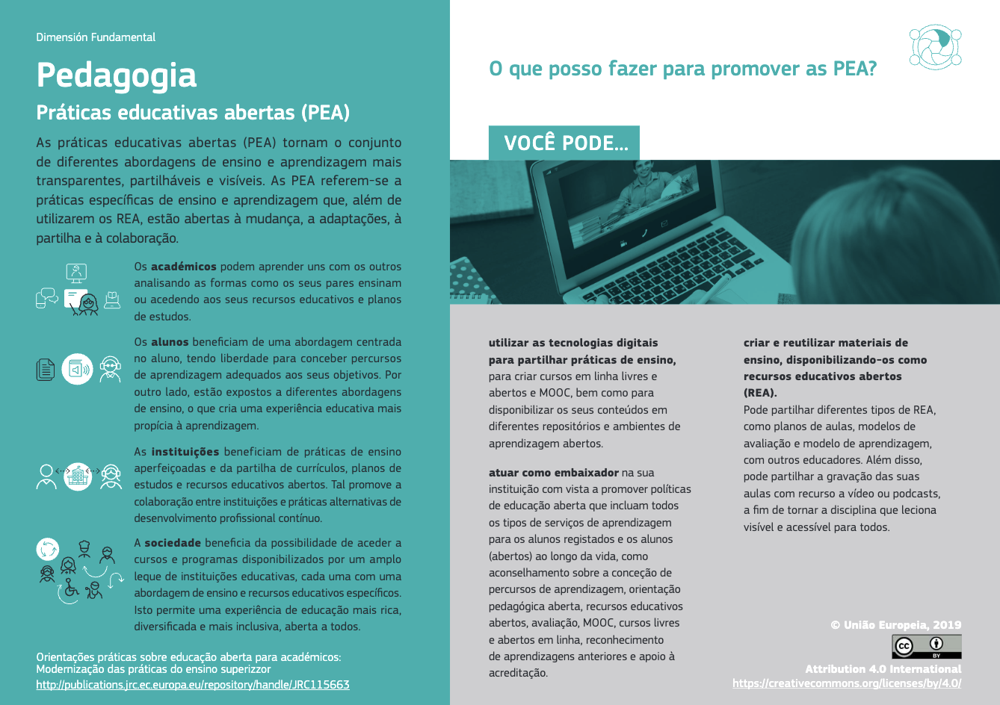 Dimensión Fundamental
Pedagogia
Práticas educativas abertas (PEA)
As práticas educativas abertas (PEA) tornam o conjunto
de diferentes abordagens de ensino e aprendizagem mais
transparentes, partilháveis e visíveis. As PEA referem-se a
práticas específicas de ensino e aprendizagem que, além de
utilizarem os REA, estão abertas à mudança, a adaptações, à
partilha e à colaboração.
Os académicos podem aprender uns com os outros
analisando as formas como os seus pares ensinam
ou acedendo aos seus recursos educativos e planos
de estudos.
Os alunos beneficiam de uma abordagem centrada
no aluno, tendo liberdade para conceber percursos
de aprendizagem adequados aos seus objetivos. Por
outro lado, estão expostos a diferentes abordagens
de ensino, o que cria uma experiência educativa mais
propícia à aprendizagem.
As instituições beneficiam de práticas de ensino
aperfeiçoadas e da partilha de currículos, planos de
estudos e recursos educativos abertos. Tal promove a
colaboração entre instituições e práticas alternativas de
desenvolvimento profissional contínuo.
A sociedade beneficia da possibilidade de aceder a
cursos e programas disponibilizados por um amplo
leque de instituições educativas, cada uma com uma
abordagem de ensino e recursos educativos específicos.
Isto permite uma experiência de educação mais rica,
diversificada e mais inclusiva, aberta a todos.
Orientações práticas sobre educação aberta para académicos:
Modernização das práticas do ensino superizzor
http://publications.jrc.ec.europa.eu/repository/handle/JRC115663
O que posso fazer para promover as PEA?
VOCÊ PODE...
utilizar as tecnologias digitais
para partilhar práticas de ensino,
para criar cursos em linha livres e
abertos e MOOC, bem como para
disponibilizar os seus conteúdos em
diferentes repositórios e ambientes de
aprendizagem abertos.
atuar como embaixador na sua
instituição com vista a promover políticas
de educação aberta que incluam todos
os tipos de serviços de aprendizagem
para os alunos registados e os alunos
(abertos) ao longo da vida, como
aconselhamento sobre a conceção de
percursos de aprendizagem, orientação
pedagógica aberta, recursos educativos
abertos, avaliação, MOOC, cursos livres
e abertos em linha, reconhecimento
de aprendizagens anteriores e apoio à
acreditação.
criar e reutilizar materiais de
ensino, disponibilizando-os como
recursos educativos abertos
(REA).
Pode partilhar diferentes tipos de REA,
como planos de aulas, modelos de
avaliação e modelo de aprendizagem,
com outros educadores. Além disso,
pode partilhar a gravação das suas
aulas com recurso a vídeo ou podcasts,
a fim de tornar a disciplina que leciona
visível e acessível para todos.
© União Europeia, 2019
cc BY
Attribution 4.0 International
https://creativecommons.org/licenses/by/4.0/